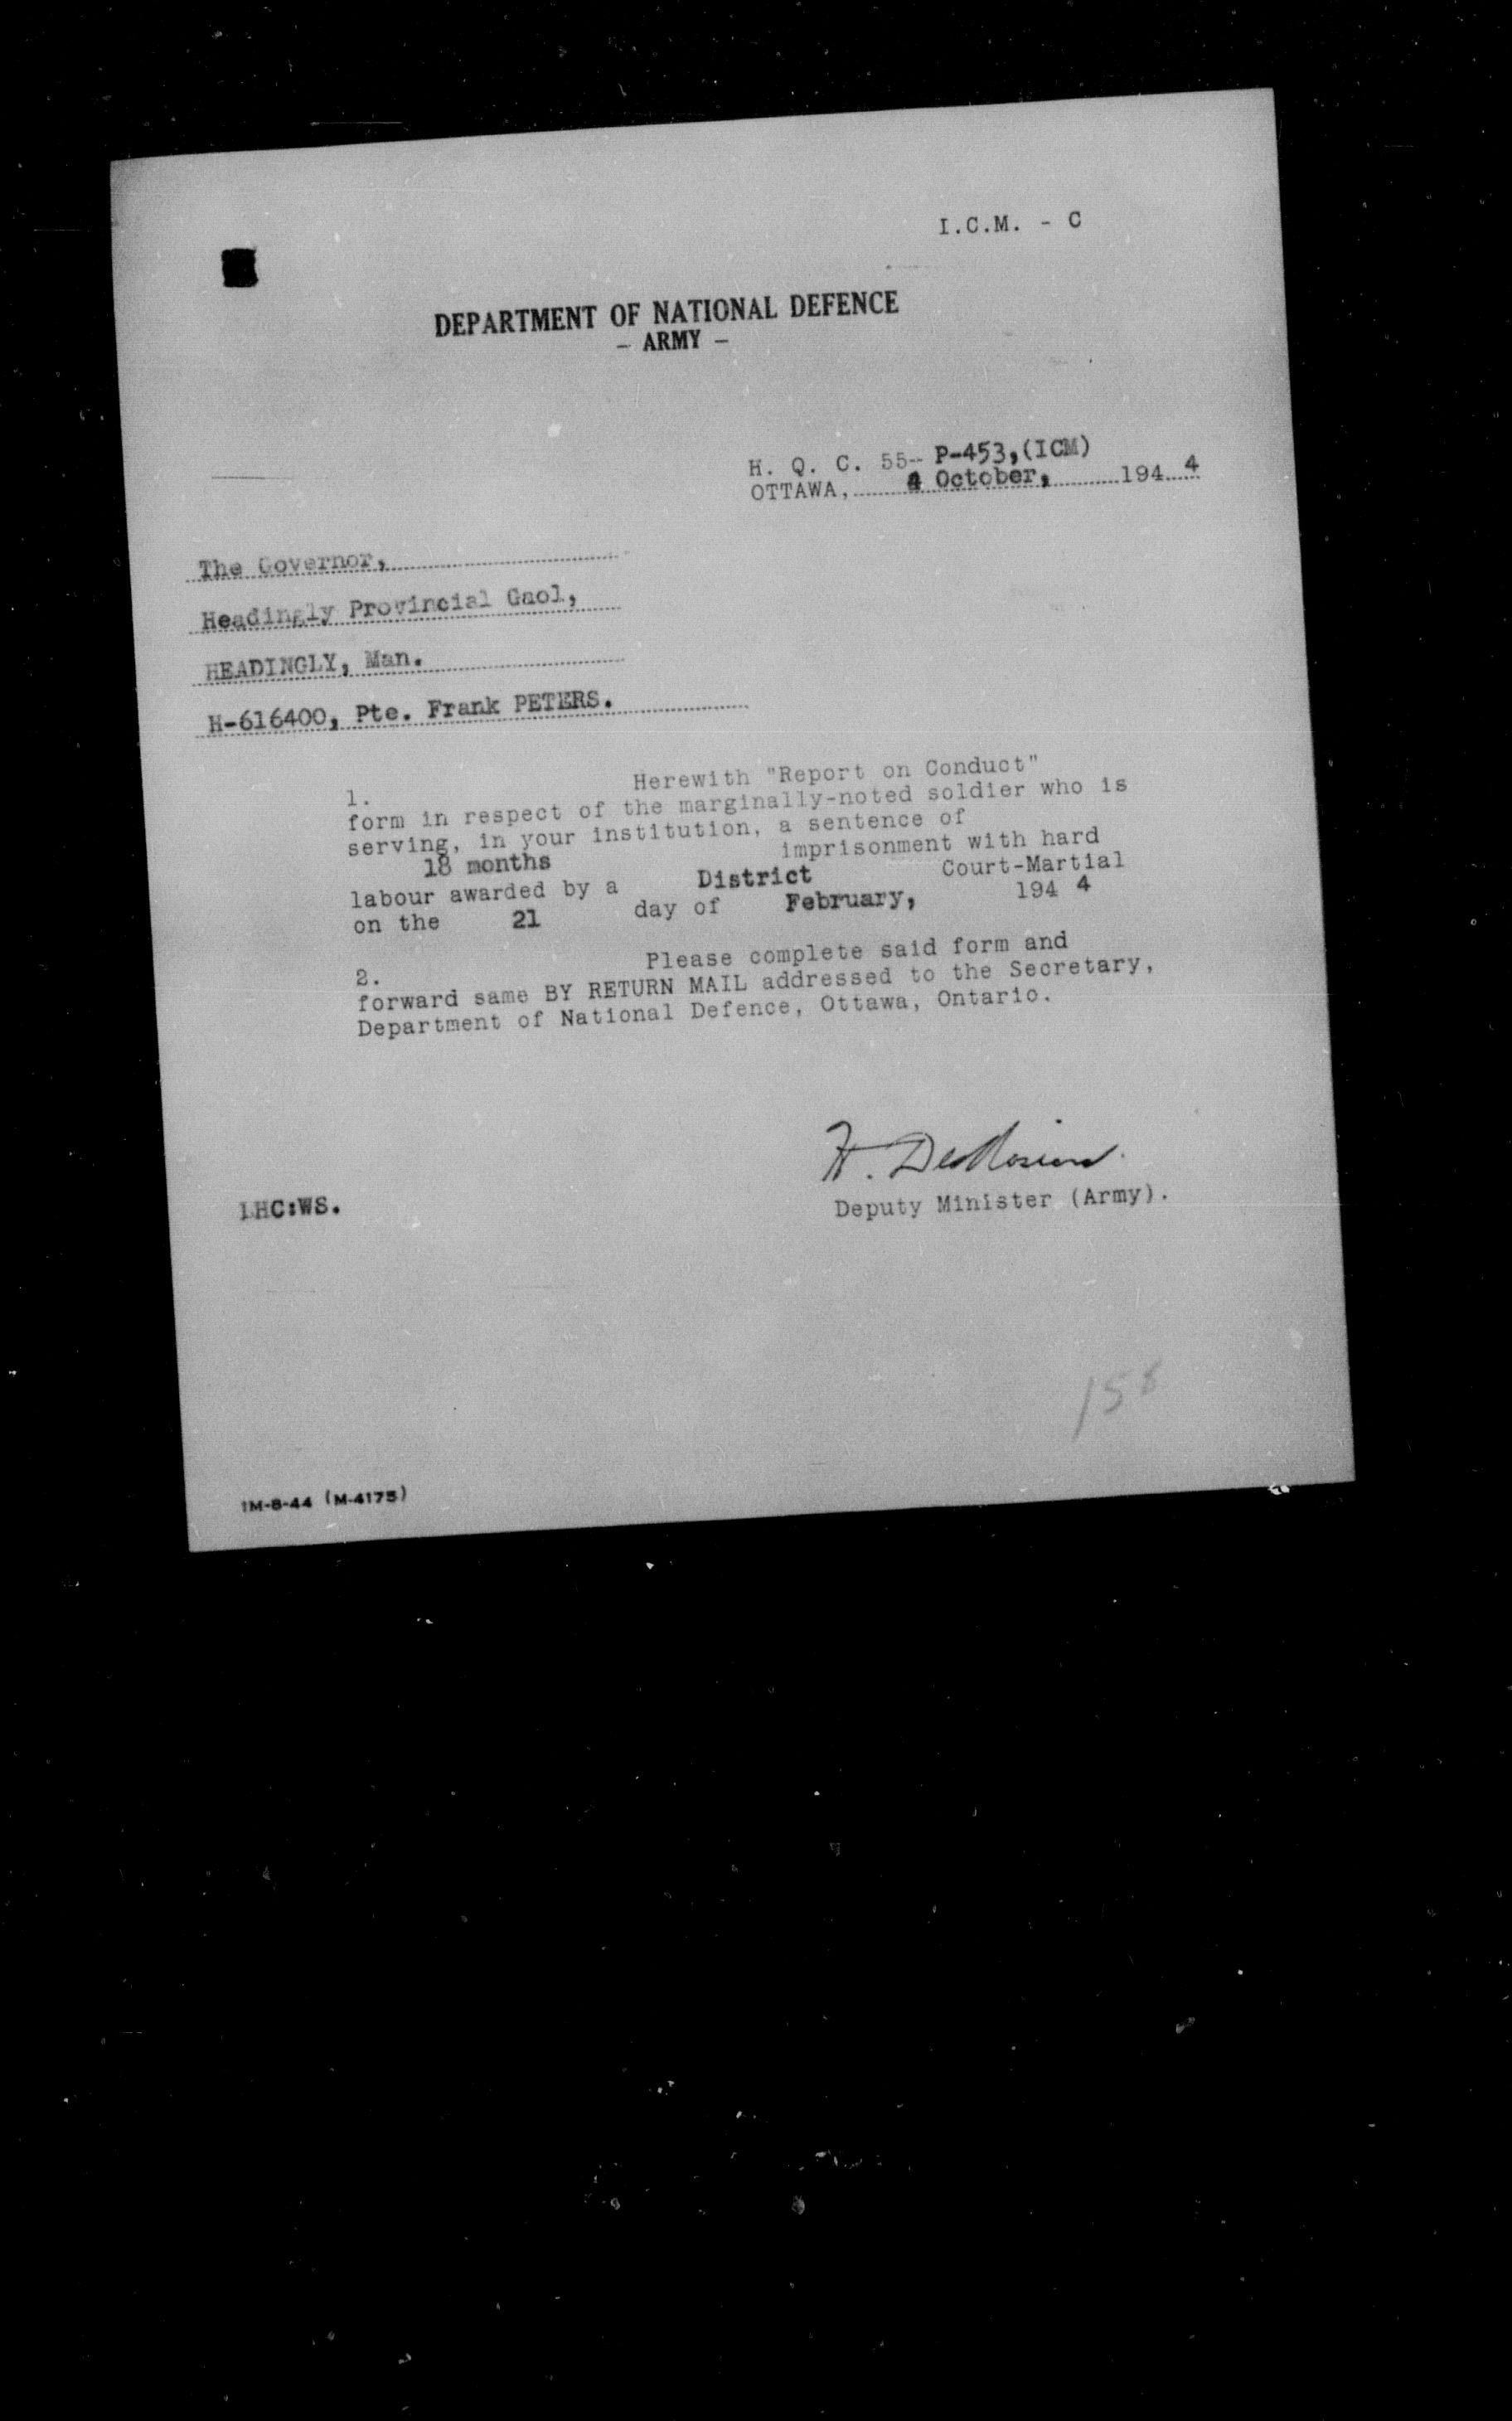 I.C.M. - C
DEPARTMENT OF NATIONAL DEFENCE
- ARMY -
H. Q. C. 55- P-453,(ICM)
OTTAWA, 4 October, 194 4
The Governor,
Headingly Provincial Gaol,
HEADINGLY, Man.
H-616400, Pte. Frank PETERS.
1. Herewith "Report on Conduct"
form in respect of the marginally-noted soldier who is
serving, in your institution, a sentence of
18 months imprisonment with hard
labour awarded by a District Court-Martial
on the 21 day of February, 194 4
2. Please complete said form and
forward same BY RETURN MAIL addressed to the Secretary,
Department of National Defence, Ottawa, Ontario.
H. DesRosiers
Deputy Minister (Army).
LHC:WS.
158
1M-8-44 (M-4175)